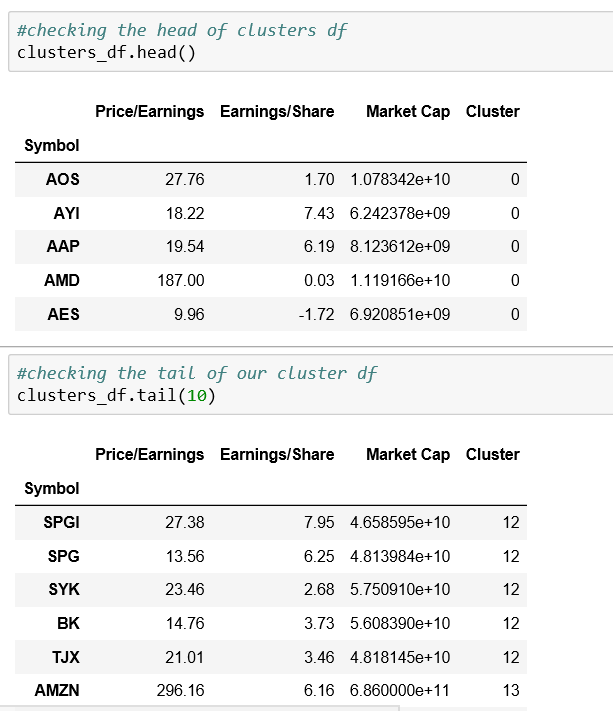 #checking the head of clusters df
clusters_df.head()
Price/Earnings Earnings/Share Market Cap Cluster
Symbol
AOS 27.76 1.70 1.078342e+10 0
AYI 18.22 7.43 6.242378e+09 0
AAP 19.54 6.19 8.123612e+09 0
AMD 187.00 0.03 1.119166e+10 0
AES 9.96 -1.72 6.920851e+09 0
#checking the tail of our cluster df
clusters_df.tail(10)
Price/Earnings Earnings/Share Market Cap Cluster
Symbol
SPGI 27.38 7.95 4.658595e+10 12
SPG 13.56 6.25 4.813984e+10 12
SYK 23.46 2.68 5.750910e+10 12
BK 14.76 3.73 5.608390e+10 12
TJX 21.01 3.46 4.818145e+10 12
AMZN 296.16 6.16 6.860000e+11 13